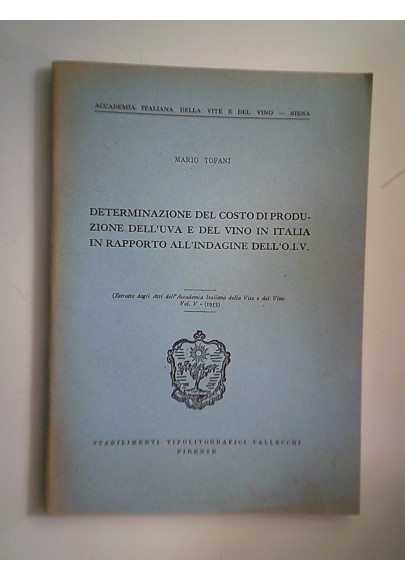 ACCADEMIA ITALIANA DELLA VITE E DEL VINO — SIENA
MARIO TOFANI
DETERMINAZIONE DEL COSTO DI PRODU-
ZIONE DELL'UVA E DEL VINO IN ITALIA
IN RAPPORTO ALL'INDAGINE DELL'O.I.V.
(Estratto dagli Atti dell'Accademia Italiana della Vite e del Vino
Vol. V - (1953)
STABILIMENTI TIPOLITOGRAFICI VALLECCHI
FIRENZE